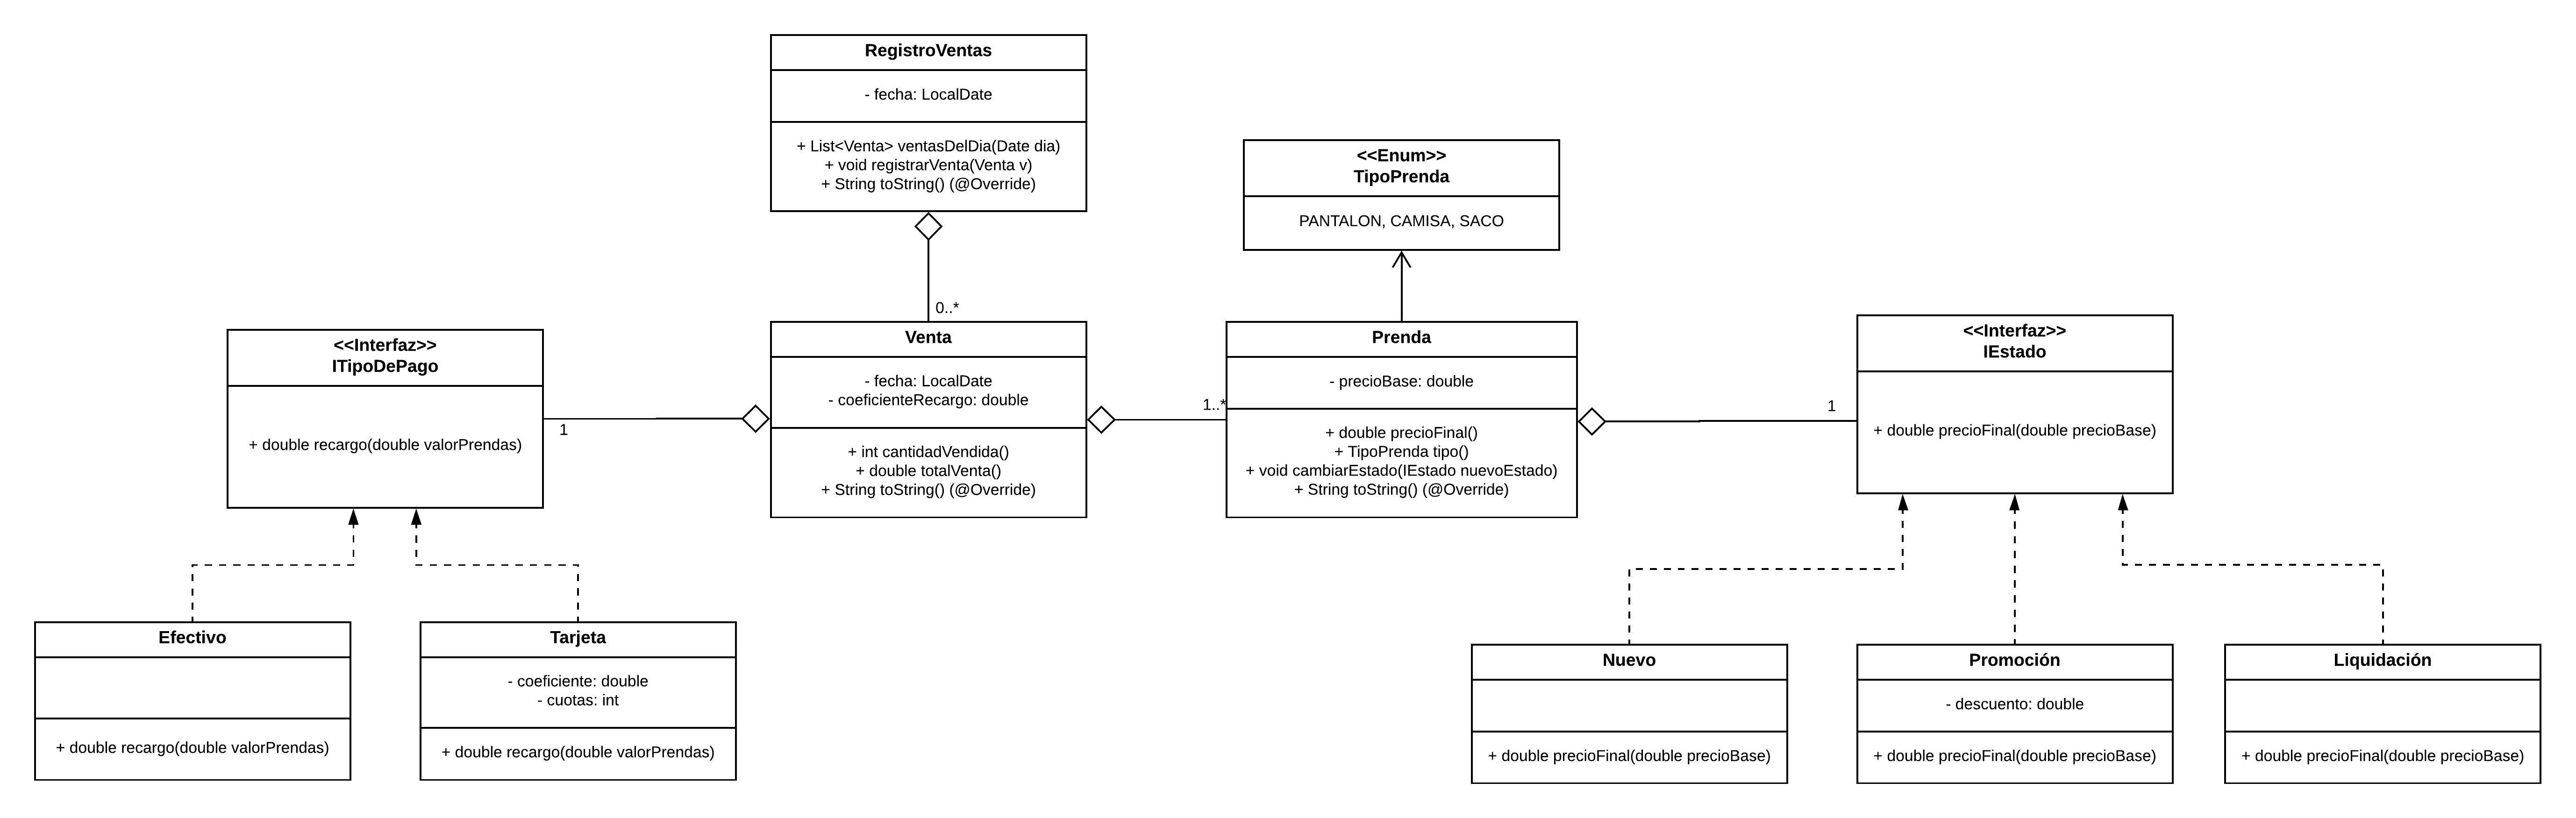 RegistroVentas
- fecha: LocalDate
+ List<Venta> ventasDelDia(Date dia)
+ void registrarVenta(Venta v)
+ String toString() (@Override)
<<Enum>>
TipoPrenda
PANTALON, CAMISA, SACO
0..*
<<Interfaz>>
ITipoDePago
+ double recargo(double valorPrendas)
1
Venta
- fecha: LocalDate
- coeficienteRecargo: double
+ int cantidadVendida()
+ double totalVenta()
+ String toString() (@Override)
1..*
Prenda
- precioBase: double
+ double precioFinal()
+ TipoPrenda tipo()
+ void cambiarEstado(IEstado nuevoEstado)
+ String toString() (@Override)
1
<<Interfaz>>
IEstado
+ double precioFinal(double precioBase)
Efectivo
+ double recargo(double valorPrendas)
Tarjeta
- coeficiente: double
- cuotas: int
+ double recargo(double valorPrendas)
Nuevo
+ double precioFinal(double precioBase)
Promoción
- descuento: double
+ double precioFinal(double precioBase)
Liquidación
+ double precioFinal(double precioBase)